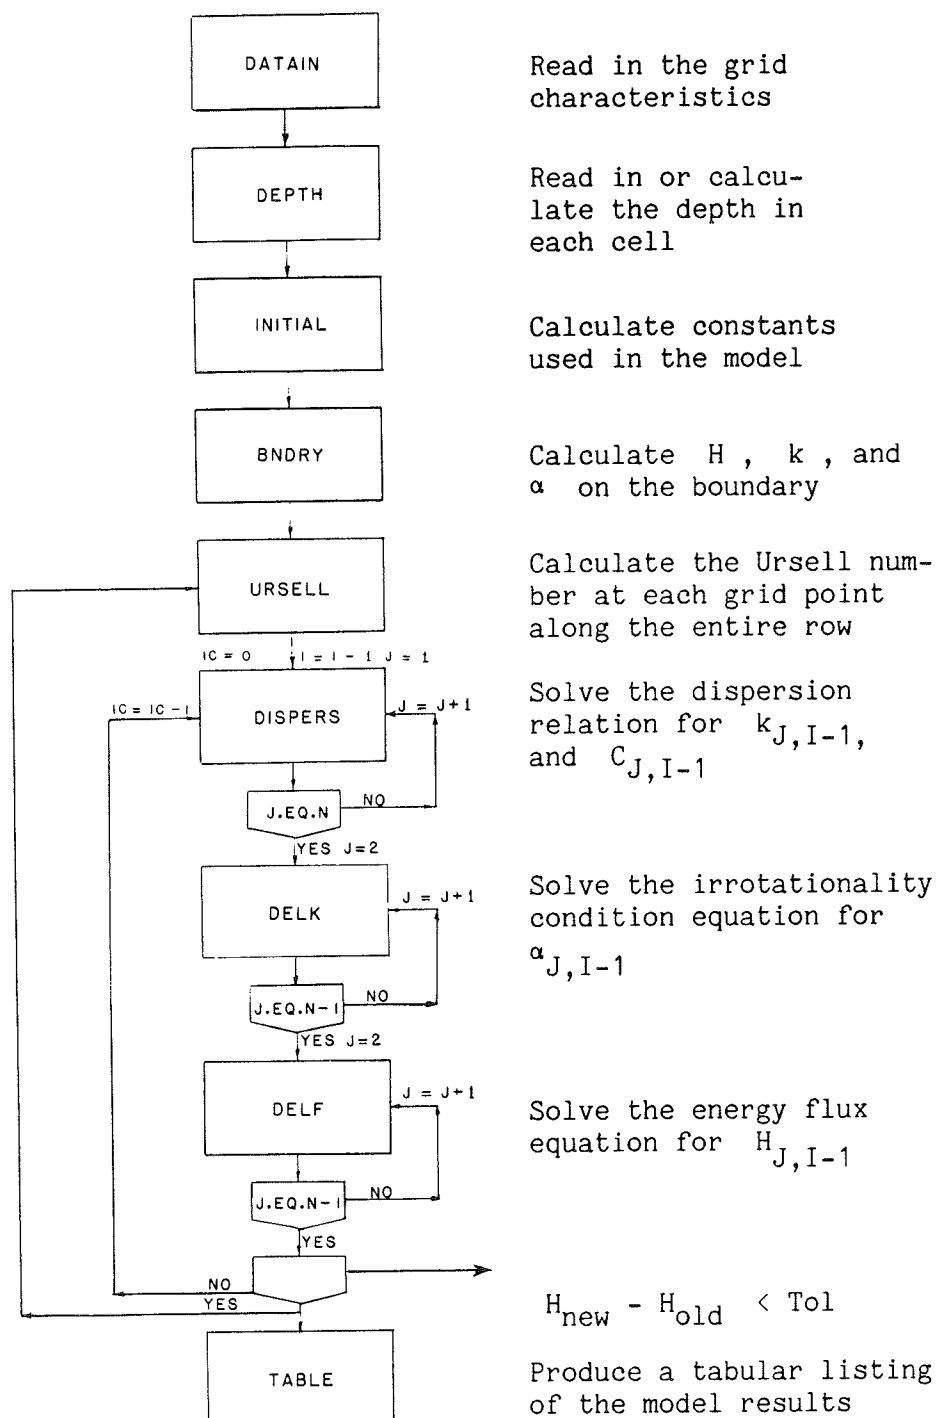 DATAIN
Read in the grid
characteristics
DEPTH
Read in or calcu-
late the depth in
each cell
INITIAL
Calculate constants
used in the model
BNDRY
Calculate H , k , and
α on the boundary
URSELL
Calculate the Ursell num-
ber at each grid point
along the entire row
IC = 0 I = I - 1 J = 1
IC = IC - 1
DISPERS
J = J+1
Solve the dispersion
relation for kJ,I-1,
and CJ,I-1
J.EQ.N
NO
YES J=2
DELK
J = J+1
Solve the irrotationality
condition equation for
αJ,I-1
J.EQ.N-1
NO
YES J=2
DELF
J = J+1
Solve the energy flux
equation for HJ,I-1
J.EQ.N-1
NO
YES
NO
YES
Hnew - Hold < Tol
TABLE
Produce a tabular listing
of the model results